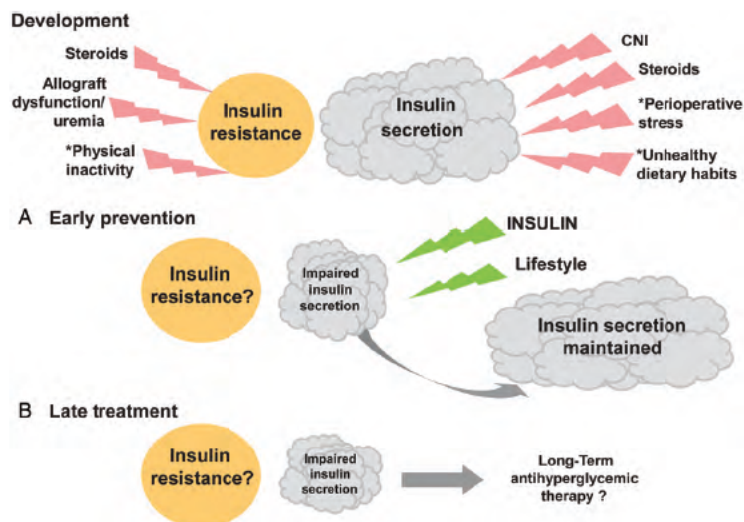 Development
Steroids
Allograft
dysfunction/
uremia
*Physical
inactivity
Insulin
resistance
Insulin
secretion
CNI
Steroids
*Perioperative
stress
*Unhealthy
dietary habits
A Early prevention
Insulin
resistance?
Impaired
insulin
secretion
INSULIN
Lifestyle
Insulin secretion
maintained
B Late treatment
Insulin
resistance?
Impaired
insulin
secretion
Long-Term
antihyperglycemic
therapy ?